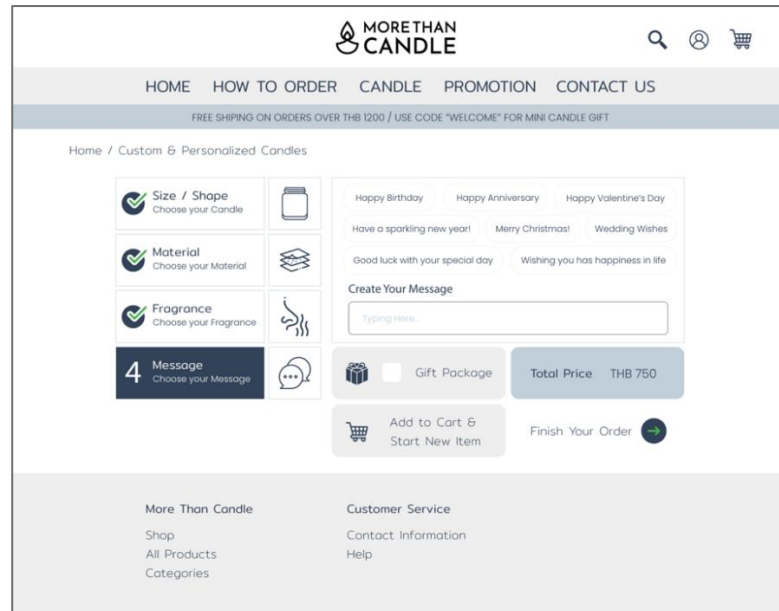 MORE THAN
CANDLE
HOME HOW TO ORDER CANDLE PROMOTION CONTACT US
FREE SHIPING ON ORDERS OVER THB 1200 / USE CODE "WELCOME" FOR MINI CANDLE GIFT
Home / Custom & Personalized Candles
Size / Shape
Choose your Candle
Material
Choose your Material
Fragrance
Choose your Fragrance
4 Message
Choose your Message
Happy Birthday Happy Anniversary Happy Valentine's Day
Have a sparkling new year! Merry Christmas! Wedding Wishes
Good luck with your special day Wishing you has happiness in life
Create Your Message
Typing Here..
Gift Package
Total Price THB 750
Add to Cart &
Start New Item
Finish Your Order
More Than Candle
Shop
All Products
Categories
Customer Service
Contact Information
Help